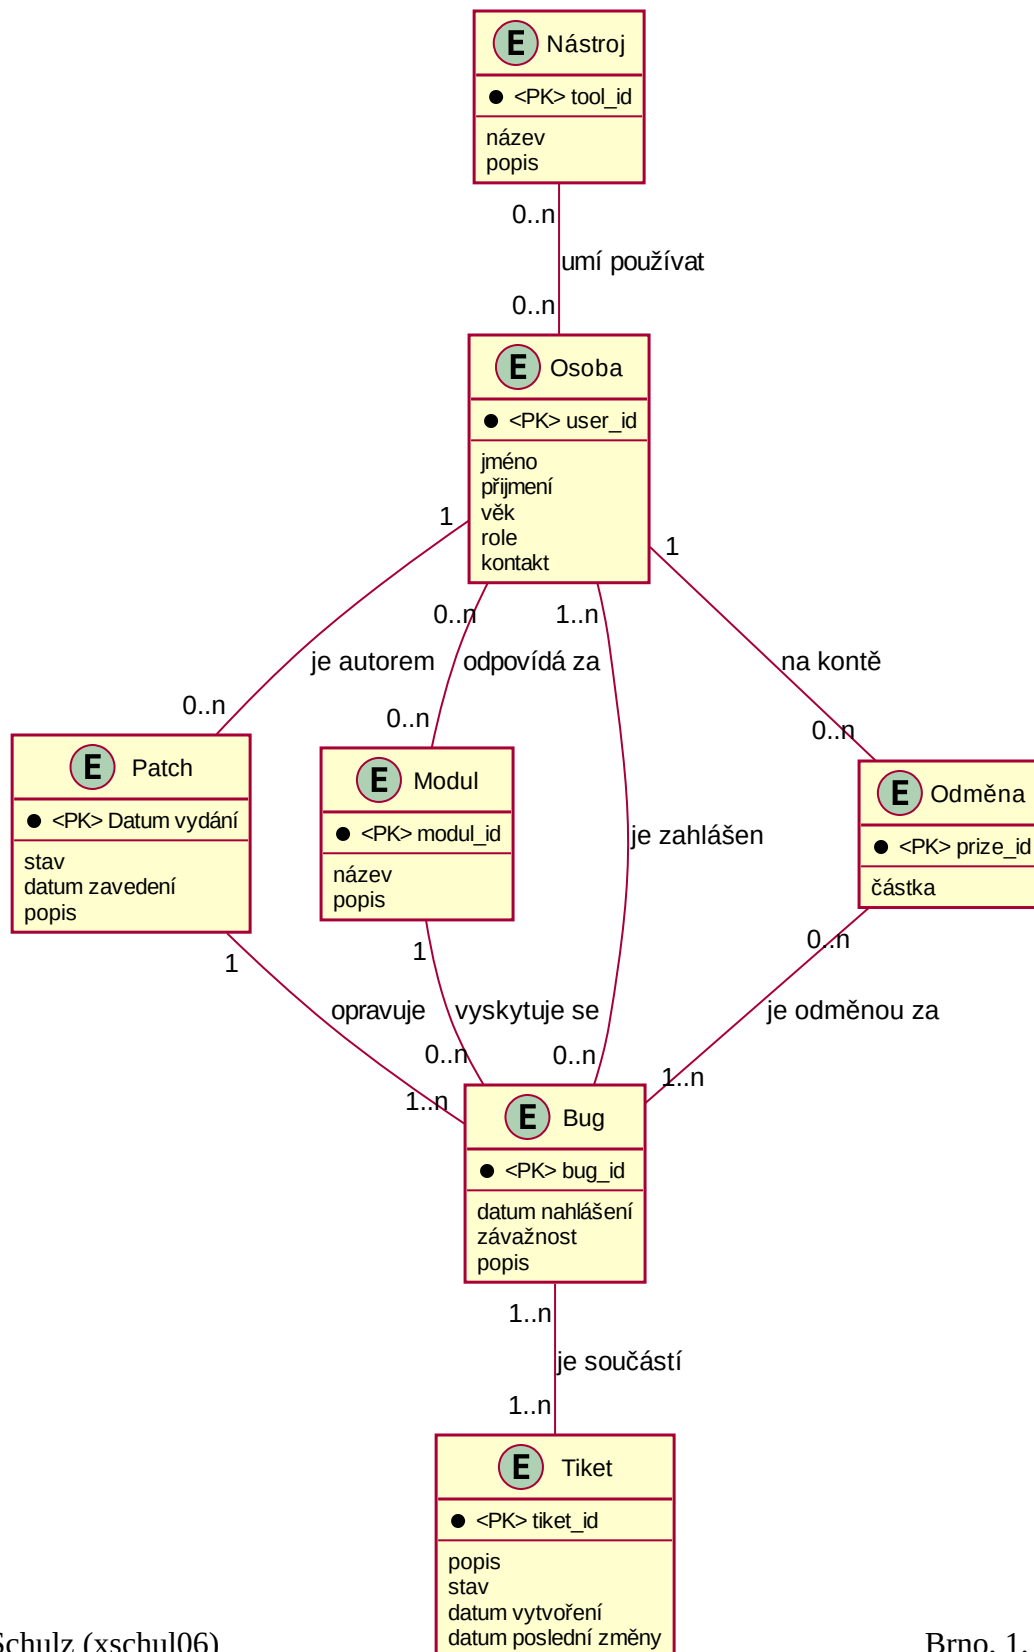 E Nástroj
<PK> tool_id
název
popis
0..n
umí používat
0..n
E Osoba
<PK> user_id
jméno
přijmení
věk
role
kontakt
1
1
0..n
1..n
je autorem
odpovídá za
na kontě
0..n
0..n
0..n
E Patch
<PK> Datum vydání
stav
datum zavedení
popis
E Modul
<PK> modul_id
název
popis
je zahlášen
E Odměna
<PK> prize_id
částka
1
1
0..n
opravuje
vyskytuje se
je odměnou za
1..n
0..n
0..n
1..n
E Bug
<PK> bug_id
datum nahlášení
závažnost
popis
1..n
je součástí
1..n
E Tiket
<PK> tiket_id
popis
stav
datum vytvoření
datum poslední změny
Schulz (xschul06)
Brno, 1.